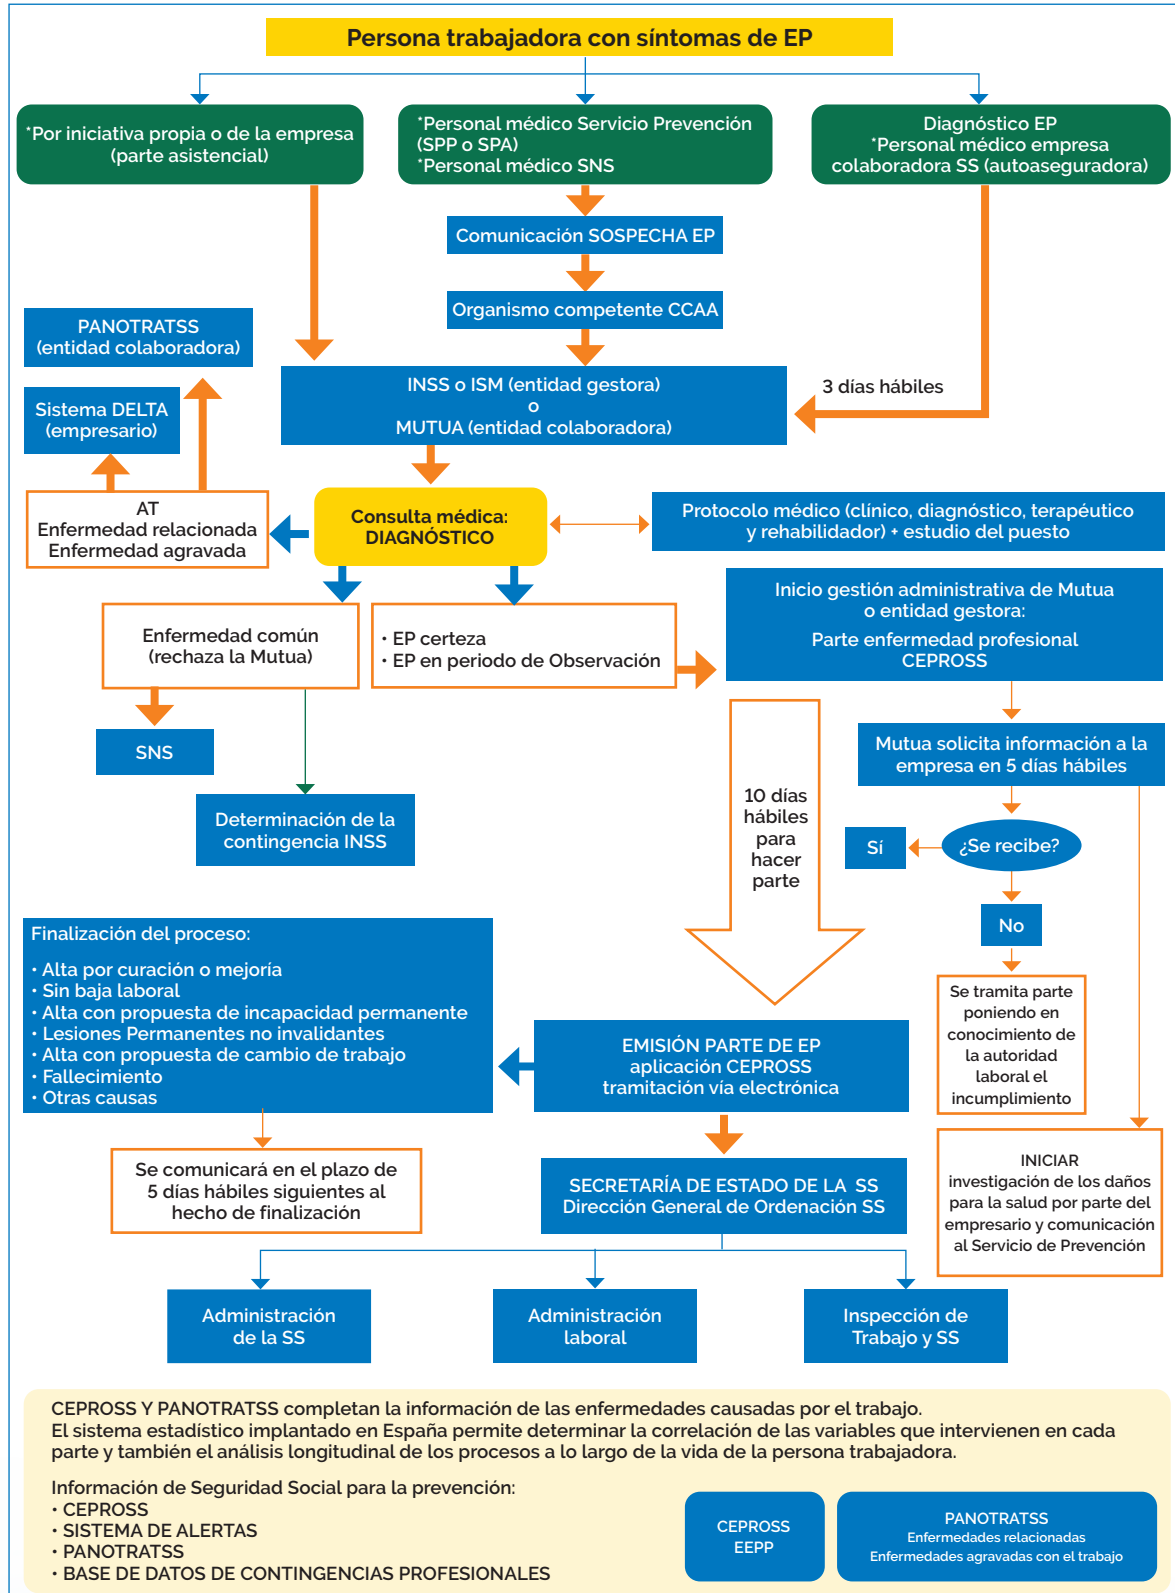 Persona trabajadora con síntomas de EP
*Por iniciativa propia o de la empresa
(parte asistencial)
*Personal médico Servicio Prevención
(SPP o SPA)
*Personal médico SNS
Diagnóstico EP
*Personal médico empresa
colaboradora SS (autoaseguradora)
Comunicación SOSPECHA EP
Organismo competente CCAA
PANOTRATSS
(entidad colaboradora)
Sistema DELTA
(empresario)
INSS o ISM (entidad gestora)
o
MUTUA (entidad colaboradora)
3 días hábiles
AT
Enfermedad relacionada
Enfermedad agravada
Consulta médica:
DIAGNÓSTICO
Protocolo médico (clínico, diagnóstico, terapéutico
y rehabilidador) + estudio del puesto
Enfermedad común
(rechaza la Mutua)
• EP certeza
• EP en periodo de Observación
Inicio gestión administrativa de Mutua
o entidad gestora:
Parte enfermedad profesional
CEPROSS
SNS
Determinación de la
contingencia INSS
10 días
hábiles
para
hacer
parte
Mutua solicita información a la
empresa en 5 días hábiles
¿Se recibe?
Sí
No
Se tramita parte
poniendo en
conocimiento de
la autoridad
laboral el
incumplimiento
Finalización del proceso:
• Alta por curación o mejoría
• Sin baja laboral
• Alta con propuesta de incapacidad permanente
• Lesiones Permanentes no invalidantes
• Alta con propuesta de cambio de trabajo
• Fallecimiento
• Otras causas
EMISIÓN PARTE DE EP
aplicación CEPROSS
tramitación vía electrónica
Se comunicará en el plazo de
5 días hábiles siguientes al
hecho de finalización
SECRETARÍA DE ESTADO DE LA SS
Dirección General de Ordenación SS
INICIAR
investigación de los daños
para la salud por parte del
empresario y comunicación
al Servicio de Prevención
Administración
de la SS
Administración
laboral
Inspección de
Trabajo y SS
CEPROSS Y PANOTRATSS completan la información de las enfermedades causadas por el trabajo.
El sistema estadístico implantado en España permite determinar la correlación de las variables que intervienen en cada
parte y también el análisis longitudinal de los procesos a lo largo de la vida de la persona trabajadora.
Información de Seguridad Social para la prevención:
• CEPROSS
• SISTEMA DE ALERTAS
• PANOTRATSS
• BASE DE DATOS DE CONTINGENCIAS PROFESIONALES
CEPROSS
EEPP
PANOTRATSS
Enfermedades relacionadas
Enfermedades agravadas con el trabajo